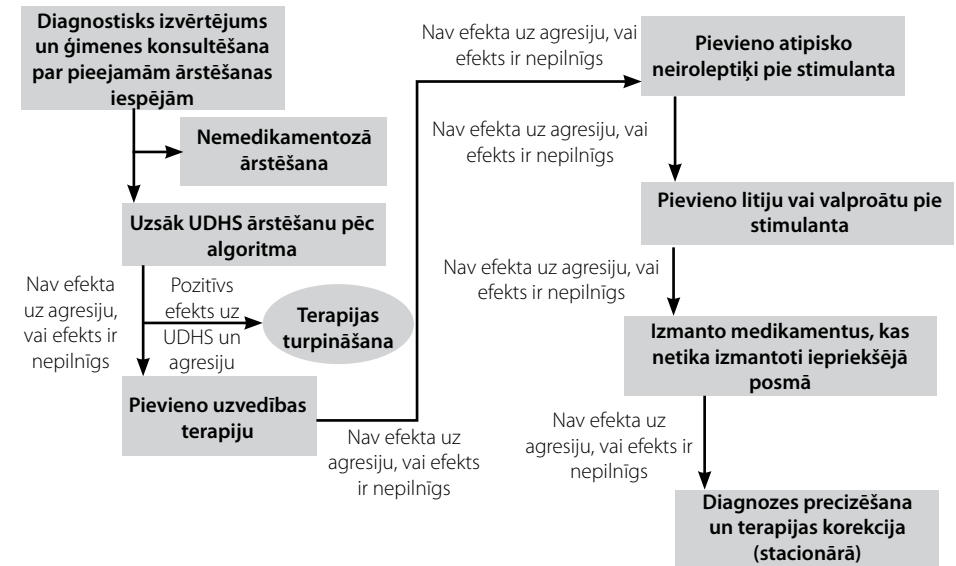 Diagnostisks izvērtējums
un ģimenes konsultēšana
par pieejamām ārstēšanas
iespējām
Nemedikamentozā
ārstēšana
Uzsāk UDHS ārstēšanu pēc
algoritma
Nav efekta
uz agresiju,
vai efekts ir
nepilnīgs
Pozitīvs
efekts uz
UDHS un
agresiju
Terapijas
turpināšana
Pievieno uzvedības
terapiju
Nav efekta uz
agresiju, vai efekts
ir nepilnīgs
Nav efekta uz agresiju, vai
efekts ir nepilnīgs
Pievieno atipisko
neiroleptiķi pie stimulanta
Nav efekta uz agresiju, vai
efekts ir nepilnīgs
Pievieno litiju vai valproātu pie
stimulanta
Nav efekta uz agresiju, vai
efekts ir nepilnīgs
Izmanto medikamentus, kas
netika izmantoti iepriekšējā
posmā
Nav efekta uz
agresiju, vai efekts ir
nepilnīgs
Diagnozes precizēšana
un terapijas korekcija
(stacionārā)